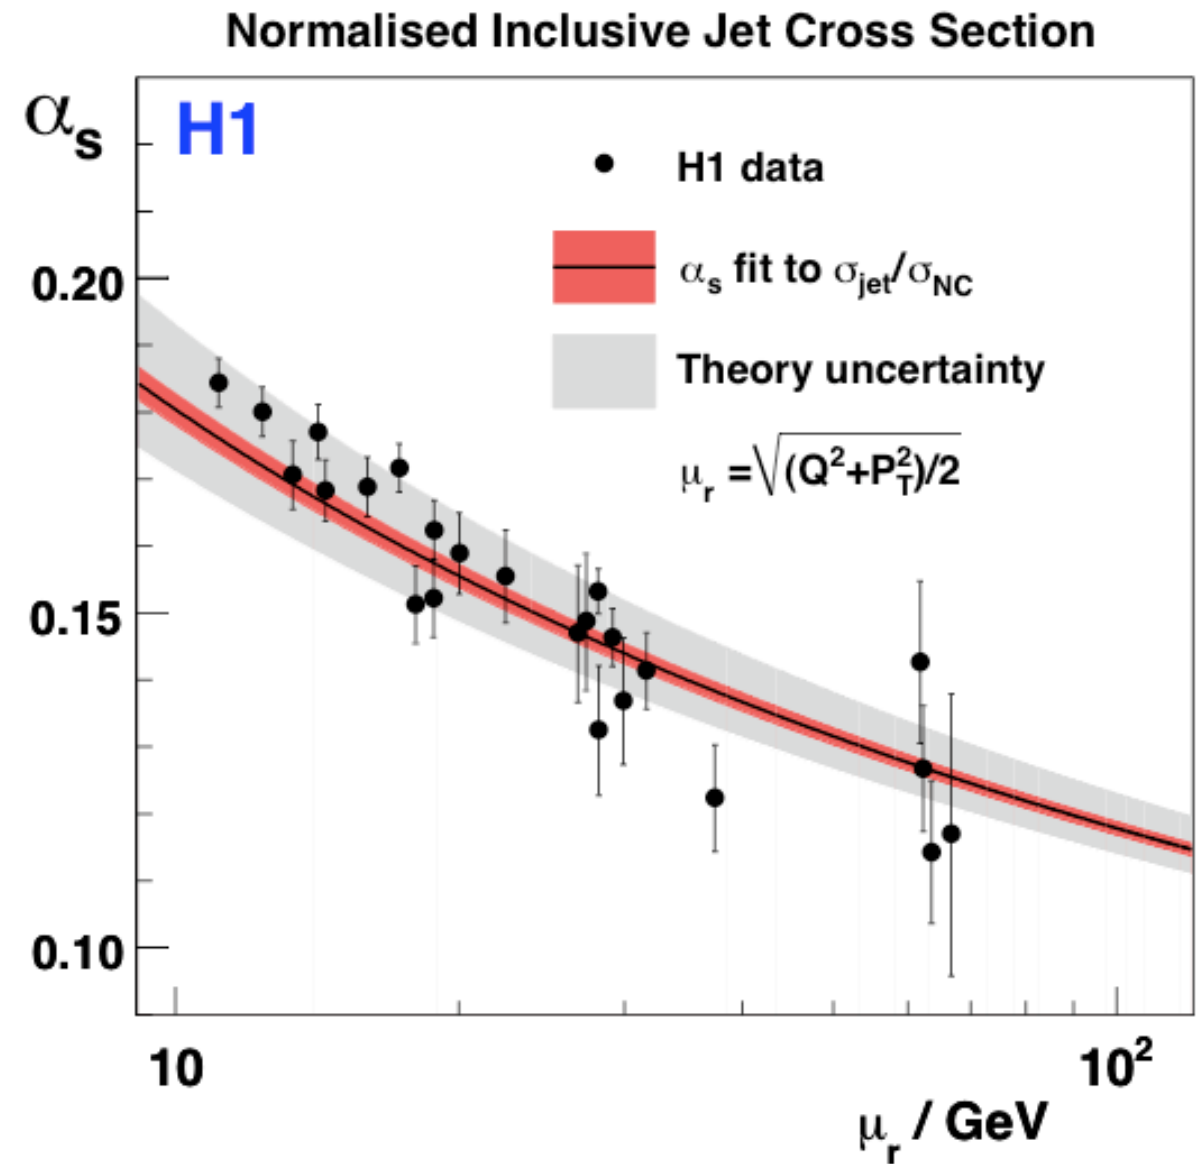 Normalised Inclusive Jet Cross Section
αs
H1
H1 data
αs fit to σjet/σNC
Theory uncertainty
μr =√(Q²+P²T)/2
0.20
0.15
0.10
10
10²
μr / GeV